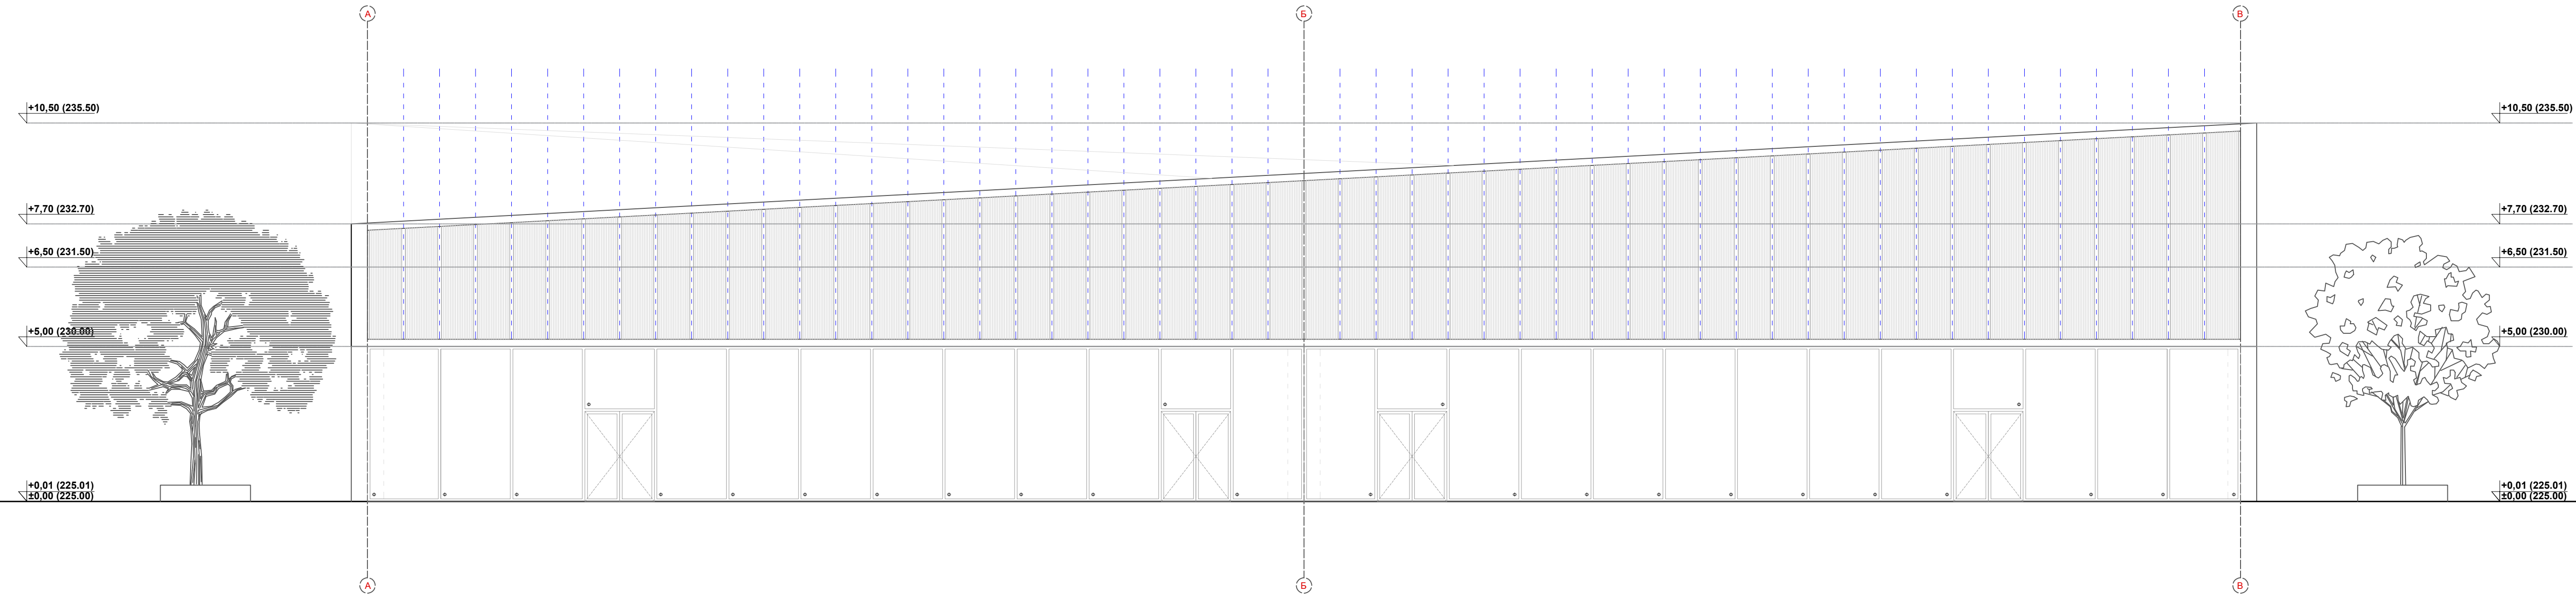 А Б В
+10,50 (235.50) +10,50 (235.50)
+7,70 (232.70) +7,70 (232.70)
+6,50 (231.50) +6,50 (231.50)
+5,00 (230.00) +5,00 (230.00)
+0,01 (225.01) +0,01 (225.01)
±0,00 (225.00) ±0,00 (225.00)
А Б В